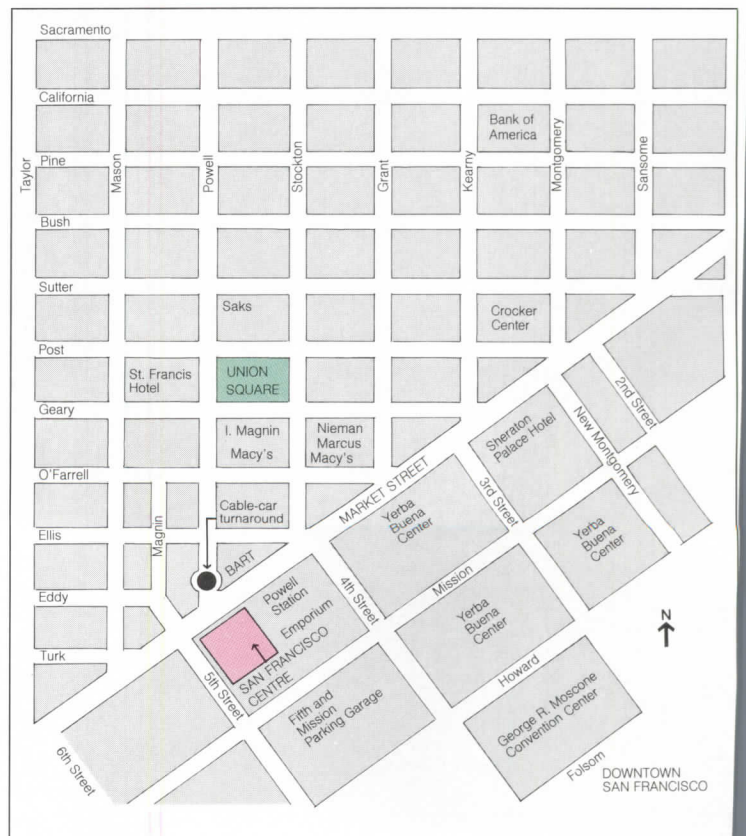 Sacramento
California
Bank of
America
Taylor
Pine
Mason
Powell
Stockton
Grant
Kearny
Montgomery
Sansome
Bush
Sutter
Saks
Crocker
Center
Post
St. Francis
Hotel
UNION
SQUARE
Geary
I. Magnin
Macy's
Nieman
Marcus
Macy's
Sheraton
Palace Hotel
New Montgomery
2nd Street
O'Farrell
MARKET STREET
3rd Street
Cable-car
turnaround
Magnin
Yerba
Buena
Center
Yerba
Buena
Center
Ellis
BART
Powell
Station
4th Street
Mission
Eddy
Emporium
Yerba
Buena
Center
N
Turk
SAN FRANCISCO
CENTRE
5th Street
Howard
Fifth and
Mission
Parking Garage
George R. Moscone
Convention Center
6th Street
Folsom
DOWNTOWN
SAN FRANCISCO